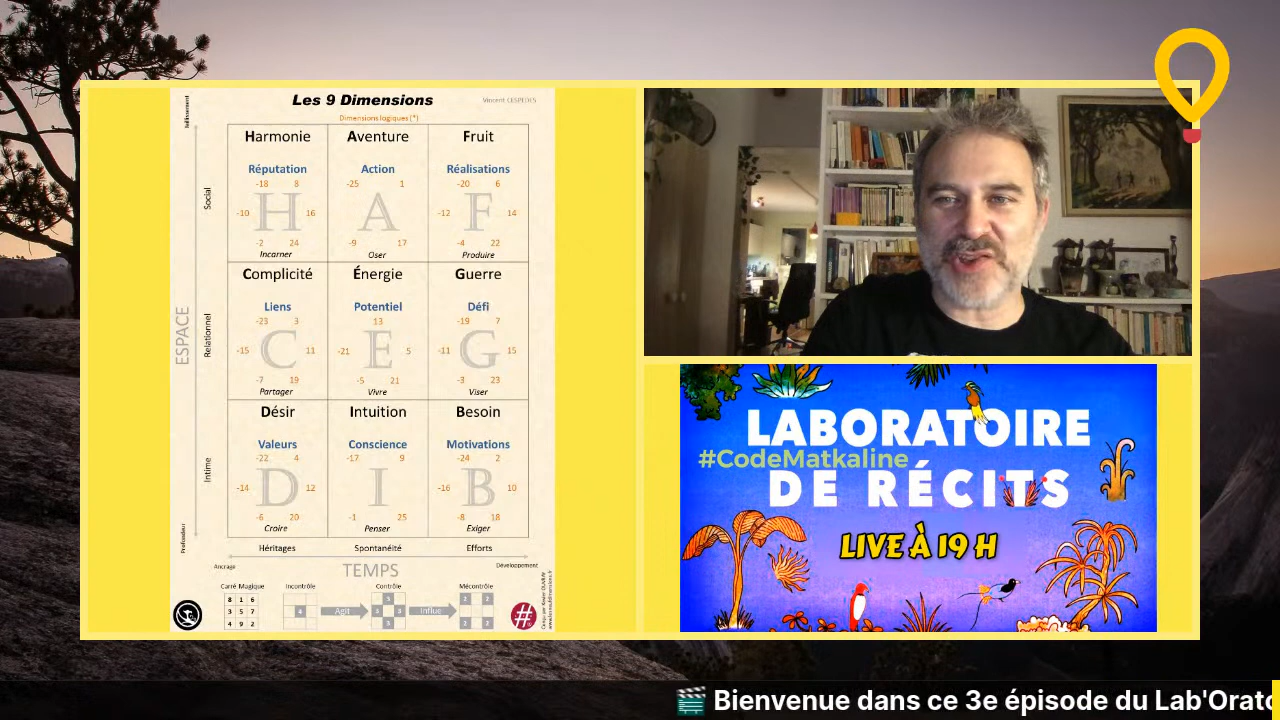 Les 9 Dimensions
Vincent CESPEDES
Dimensions logiques (*)
Jaillissement
Harmonie Aventure Fruit
Réputation Action Réalisations
-18 8 -25 1 -20 6
Social
H A F
-10 16 -12 14
-2 24 -9 17 -4 22
Incarner Oser Produire
Complicité Énergie Guerre
Liens Potentiel Défi
-23 3 13 -19 7
ESPACE
Relationnel
C E G
-15 11 -21 5 -11 15
-7 19 -5 21 -3 23
Partager Vivre Viser
Désir Intuition Besoin
Valeurs Conscience Motivations
-22 4 -17 9 -24 2
Intime
D I B
-14 12 -16 10
-6 20 -1 25 -8 18
Croire Penser Exiger
Profondeur
Héritages Spontanéité Efforts
Ancrage Développement
TEMPS
Carré Magique Incontrôle Contrôle Mécontrôle
8 1 6
3 5 7
4 9 2
Agit
Influe
#
LABORATOIRE
#CodeMatkaline
DE RÉCITS
LIVE À 19 H
🎬 Bienvenue dans ce 3e épisode du Lab'Orato